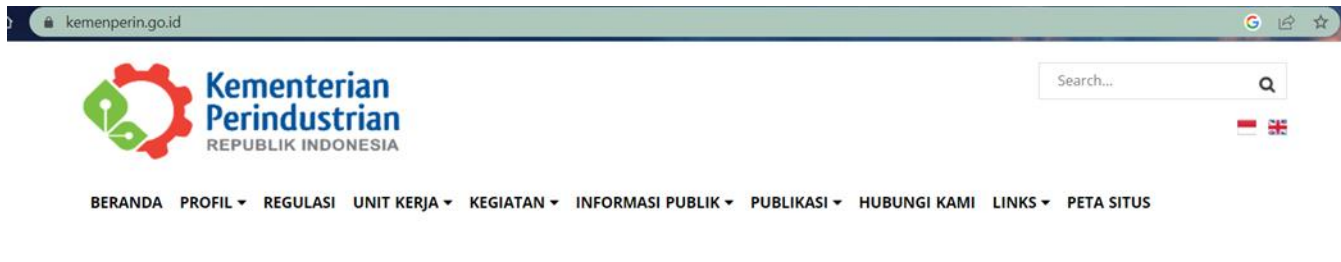 kemenperin.go.id
Kementerian
Perindustrian
REPUBLIK INDONESIA
Search...
BERANDA PROFIL REGULASI UNIT KERJA KEGIATAN INFORMASI PUBLIK PUBLIKASI HUBUNGI KAMI LINKS PETA SITUS